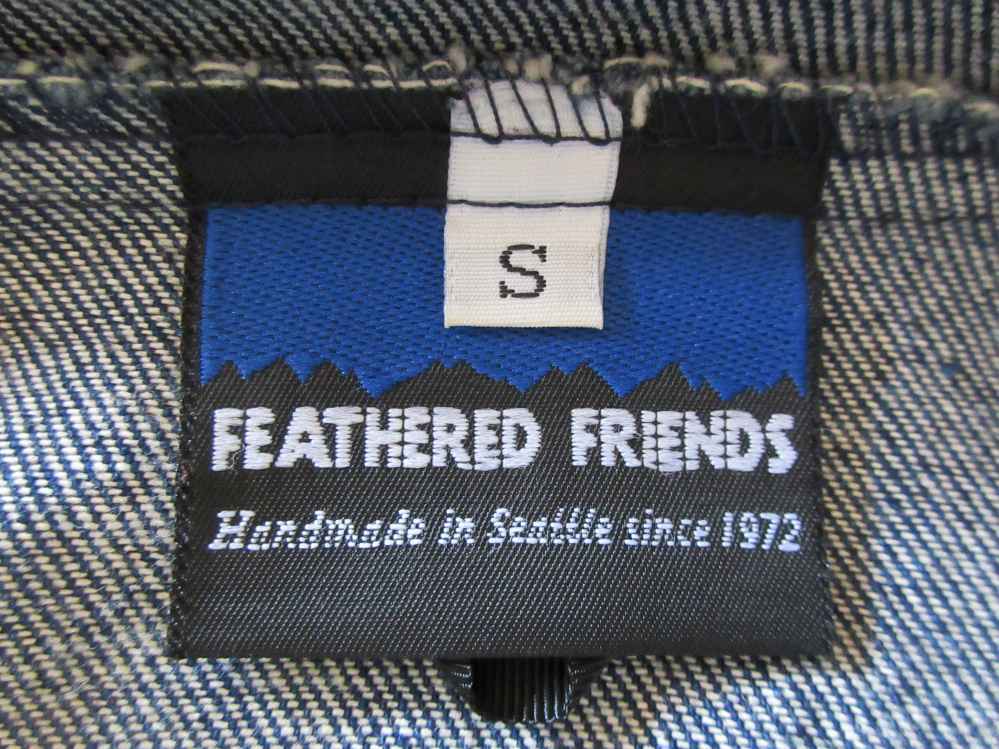 S
FEATHERED FRIENDS
Handmade in Seattle since 1972